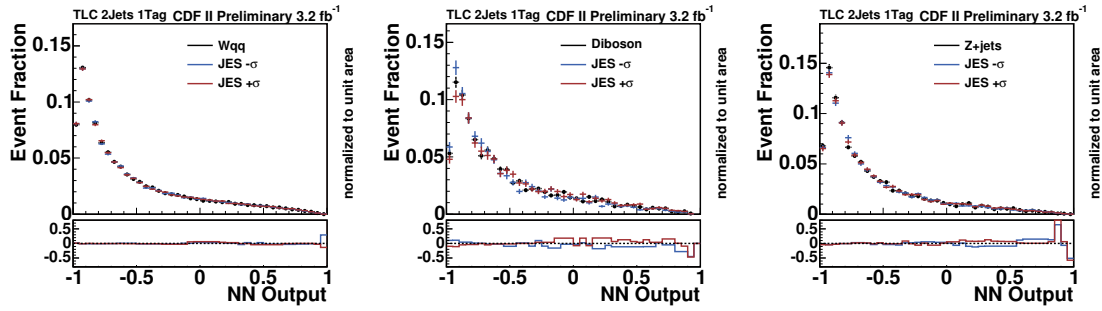 TLC 2Jets 1Tag CDF II Preliminary 3.2 fb-1
Event Fraction
normalized to unit area
Wqq
JES -σ
JES +σ
0.15
0.1
0.05
0
0.5
0
-0.5
-1 -0.5 0 0.5 1
NN Output
TLC 2Jets 1Tag CDF II Preliminary 3.2 fb-1
Event Fraction
normalized to unit area
Diboson
JES -σ
JES +σ
0.15
0.1
0.05
0
0.5
0
-0.5
-1 -0.5 0 0.5 1
NN Output
TLC 2Jets 1Tag CDF II Preliminary 3.2 fb-1
Event Fraction
normalized to unit area
Z+jets
JES -σ
JES +σ
0.15
0.1
0.05
0
0.5
0
-0.5
-1 -0.5 0 0.5 1
NN Output